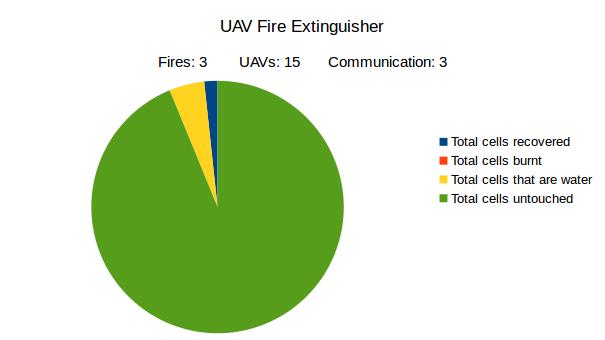 UAV Fire Extinguisher
Fires: 3 UAVs: 15 Communication: 3
Total cells recovered
Total cells burnt
Total cells that are water
Total cells untouched